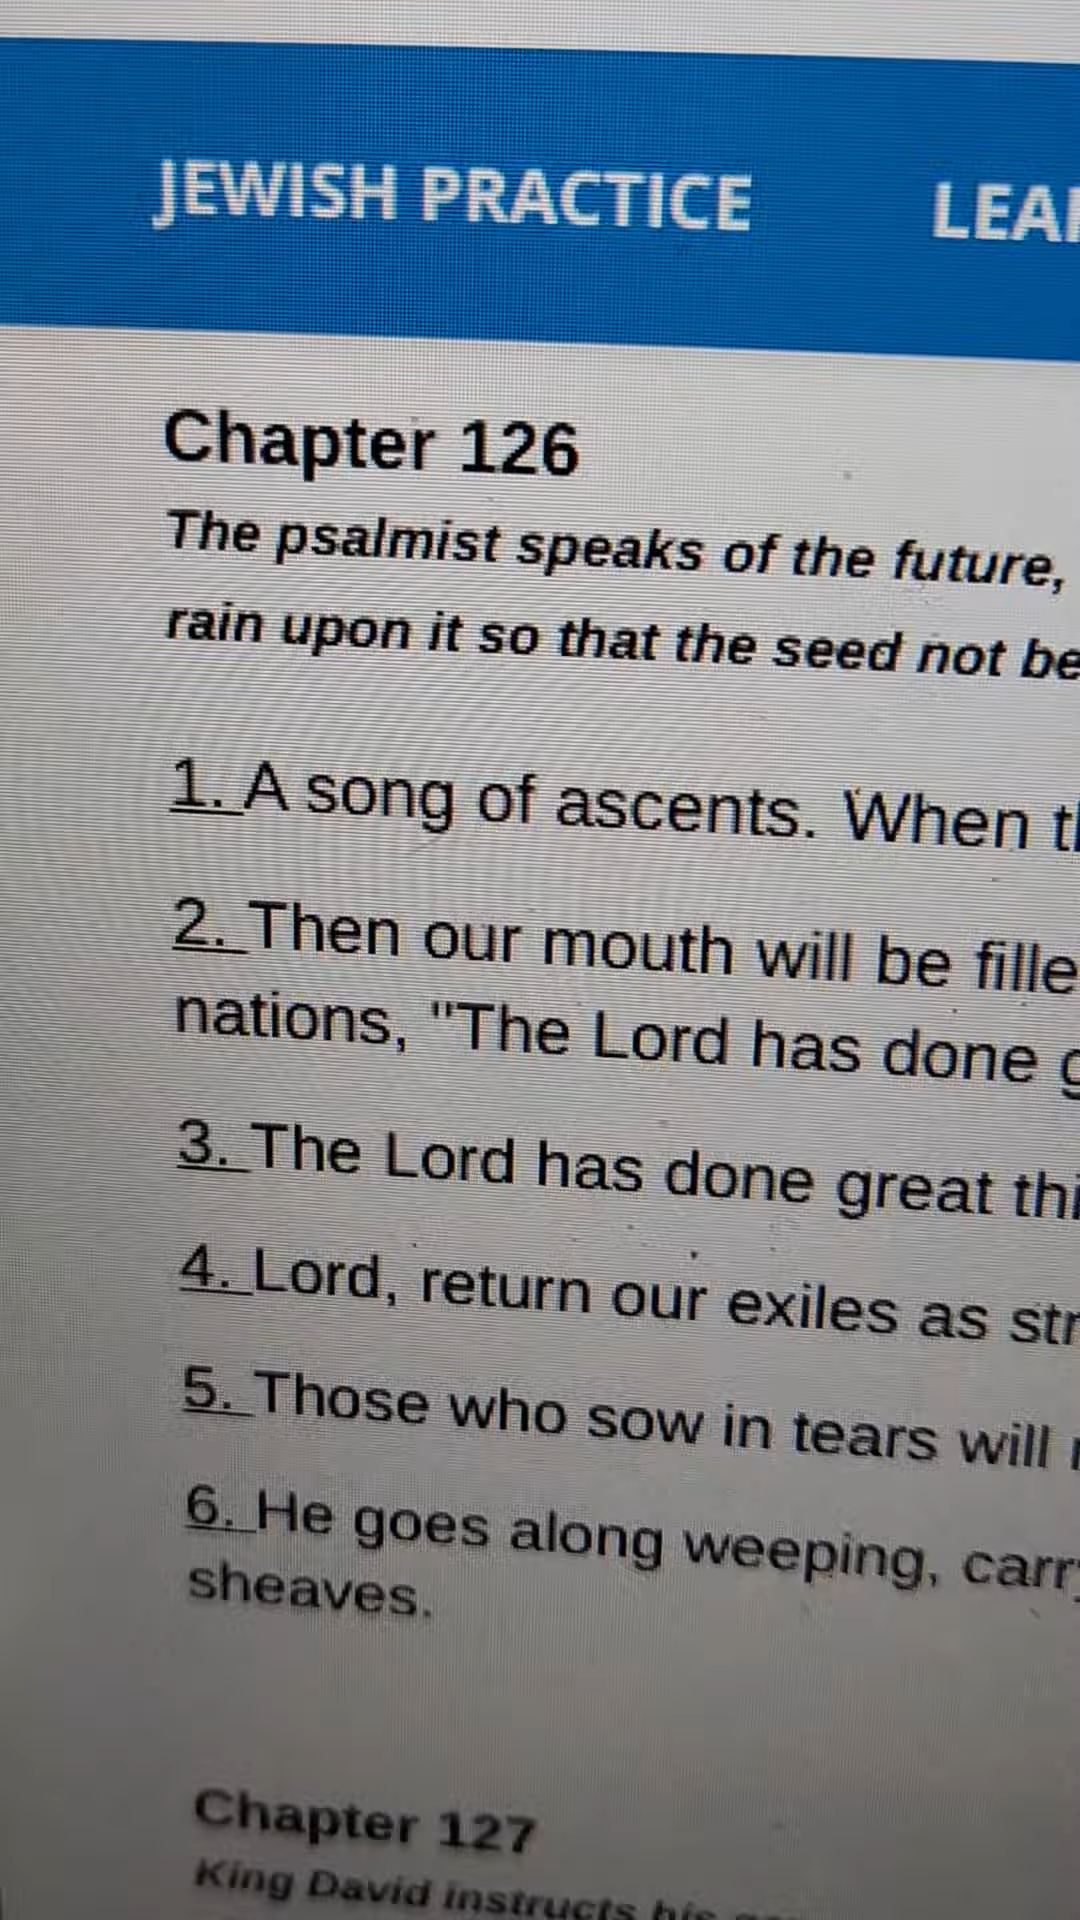 JEWISH PRACTICE
Chapter 126
The psalmist speaks of the future,
rain upon it so that the seed not be
1. A song of ascents. When
2. Then our mouth will be
nations, "The Lord has done
3. The Lord has done great
4. Lord, return our exiles as
5. Those who sow in tears will
6. He goes along weeping,
sheaves.
Chapter 127
King David instructs his